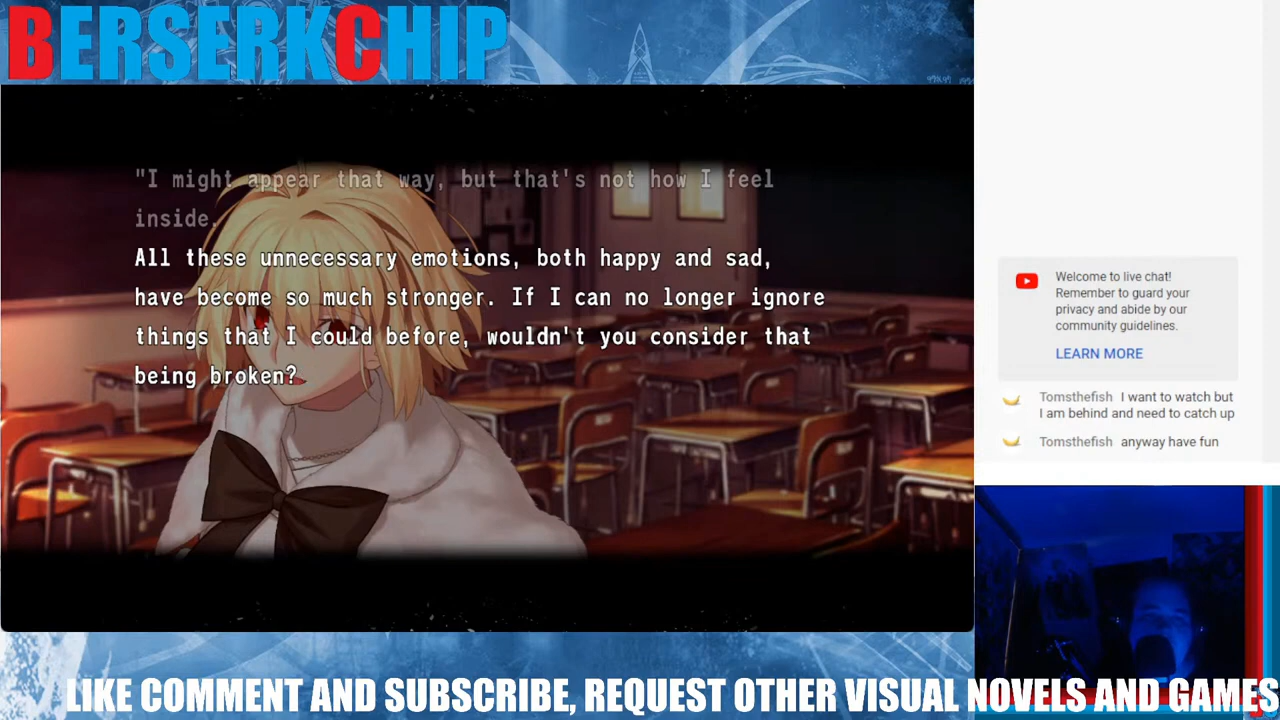 BERSERKCHIP
"I might appear that way, but that's not how I feel
inside.
All these unnecessary emotions, both happy and sad,
have become so much stronger. If I can no longer ignore
things that I could before, wouldn't you consider that
being broken?
Welcome to live chat!
Remember to guard your
privacy and abide by our
community guidelines.
LEARN MORE
Tomsthefish I want to watch but
I am behind and need to catch up
Tomsthefish anyway have fun
LIKE COMMENT AND SUBSCRIBE, REQUEST OTHER VISUAL NOVELS AND GAMES